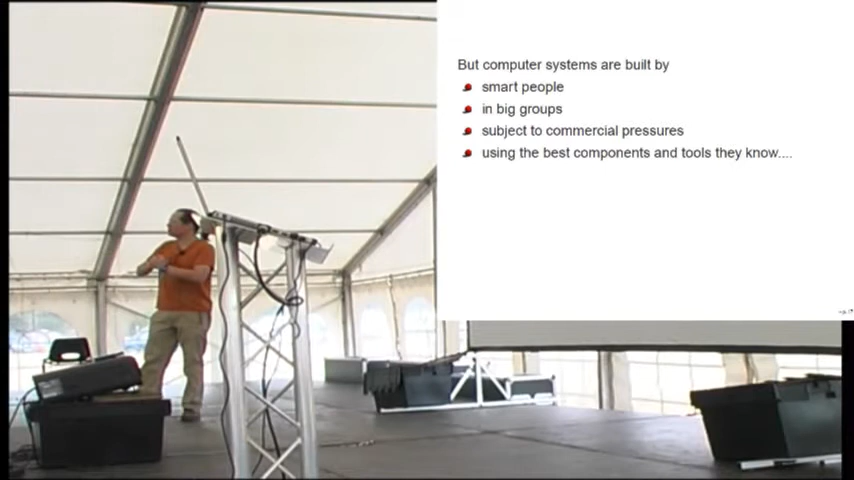 But computer systems are built by
smart people
in big groups
subject to commercial pressures
using the best components and tools they know....